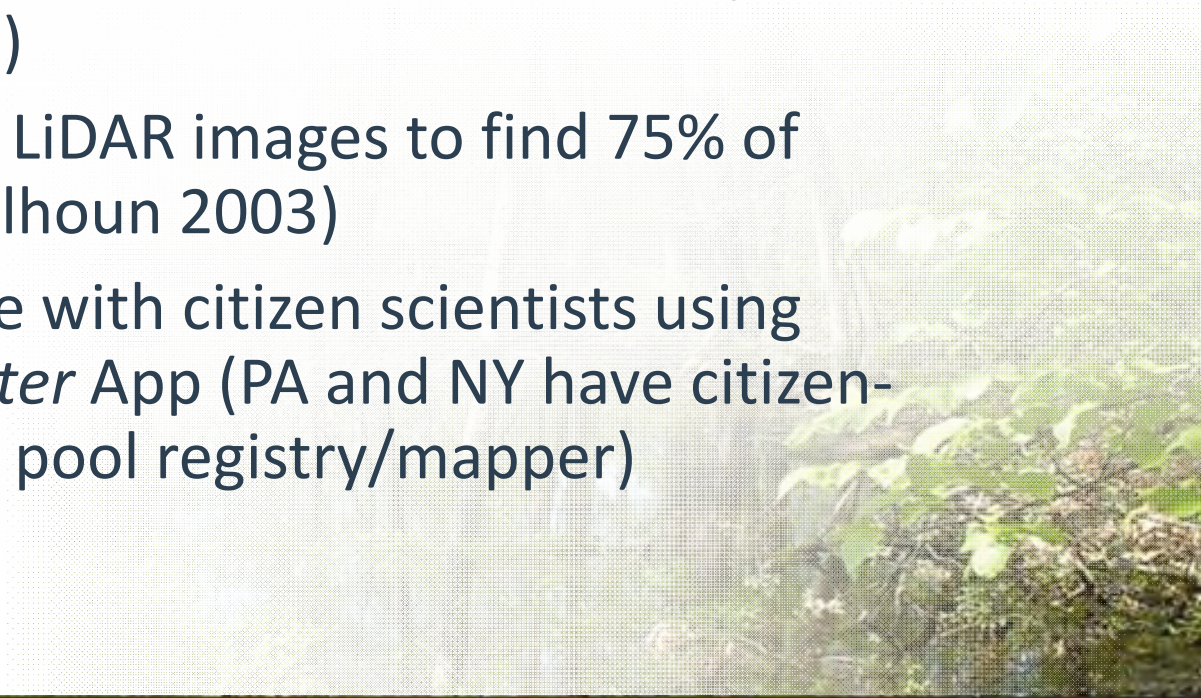 )
LiDAR images to find 75% of
lhoun 2003)
e with citizen scientists using
ter App (PA and NY have citizen-
pool registry/mapper)